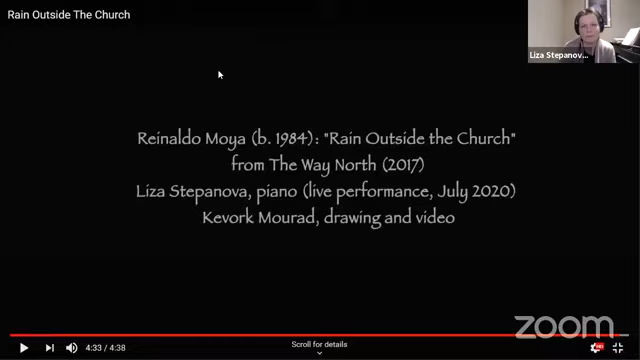 Rain Outside The Church
Liza Stepanov...
Reinaldo Moya (b. 1984): "Rain Outside the Church"
from The Way North (2017)
Liza Stepanova, piano (live performance, July 2020)
Kevork Mourad, drawing and video
zoom
4:33 / 4:38
Scroll for details
HD